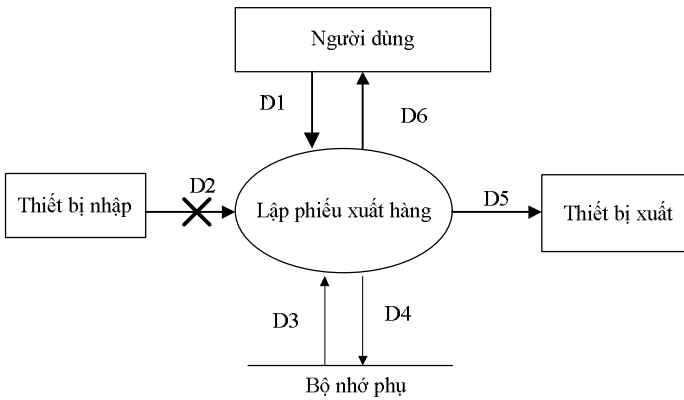 Người dùng
D1
D6
Thiết bị nhập
D2
Lập phiếu xuất hàng
D5
Thiết bị xuất
D3
D4
Bộ nhớ phụ